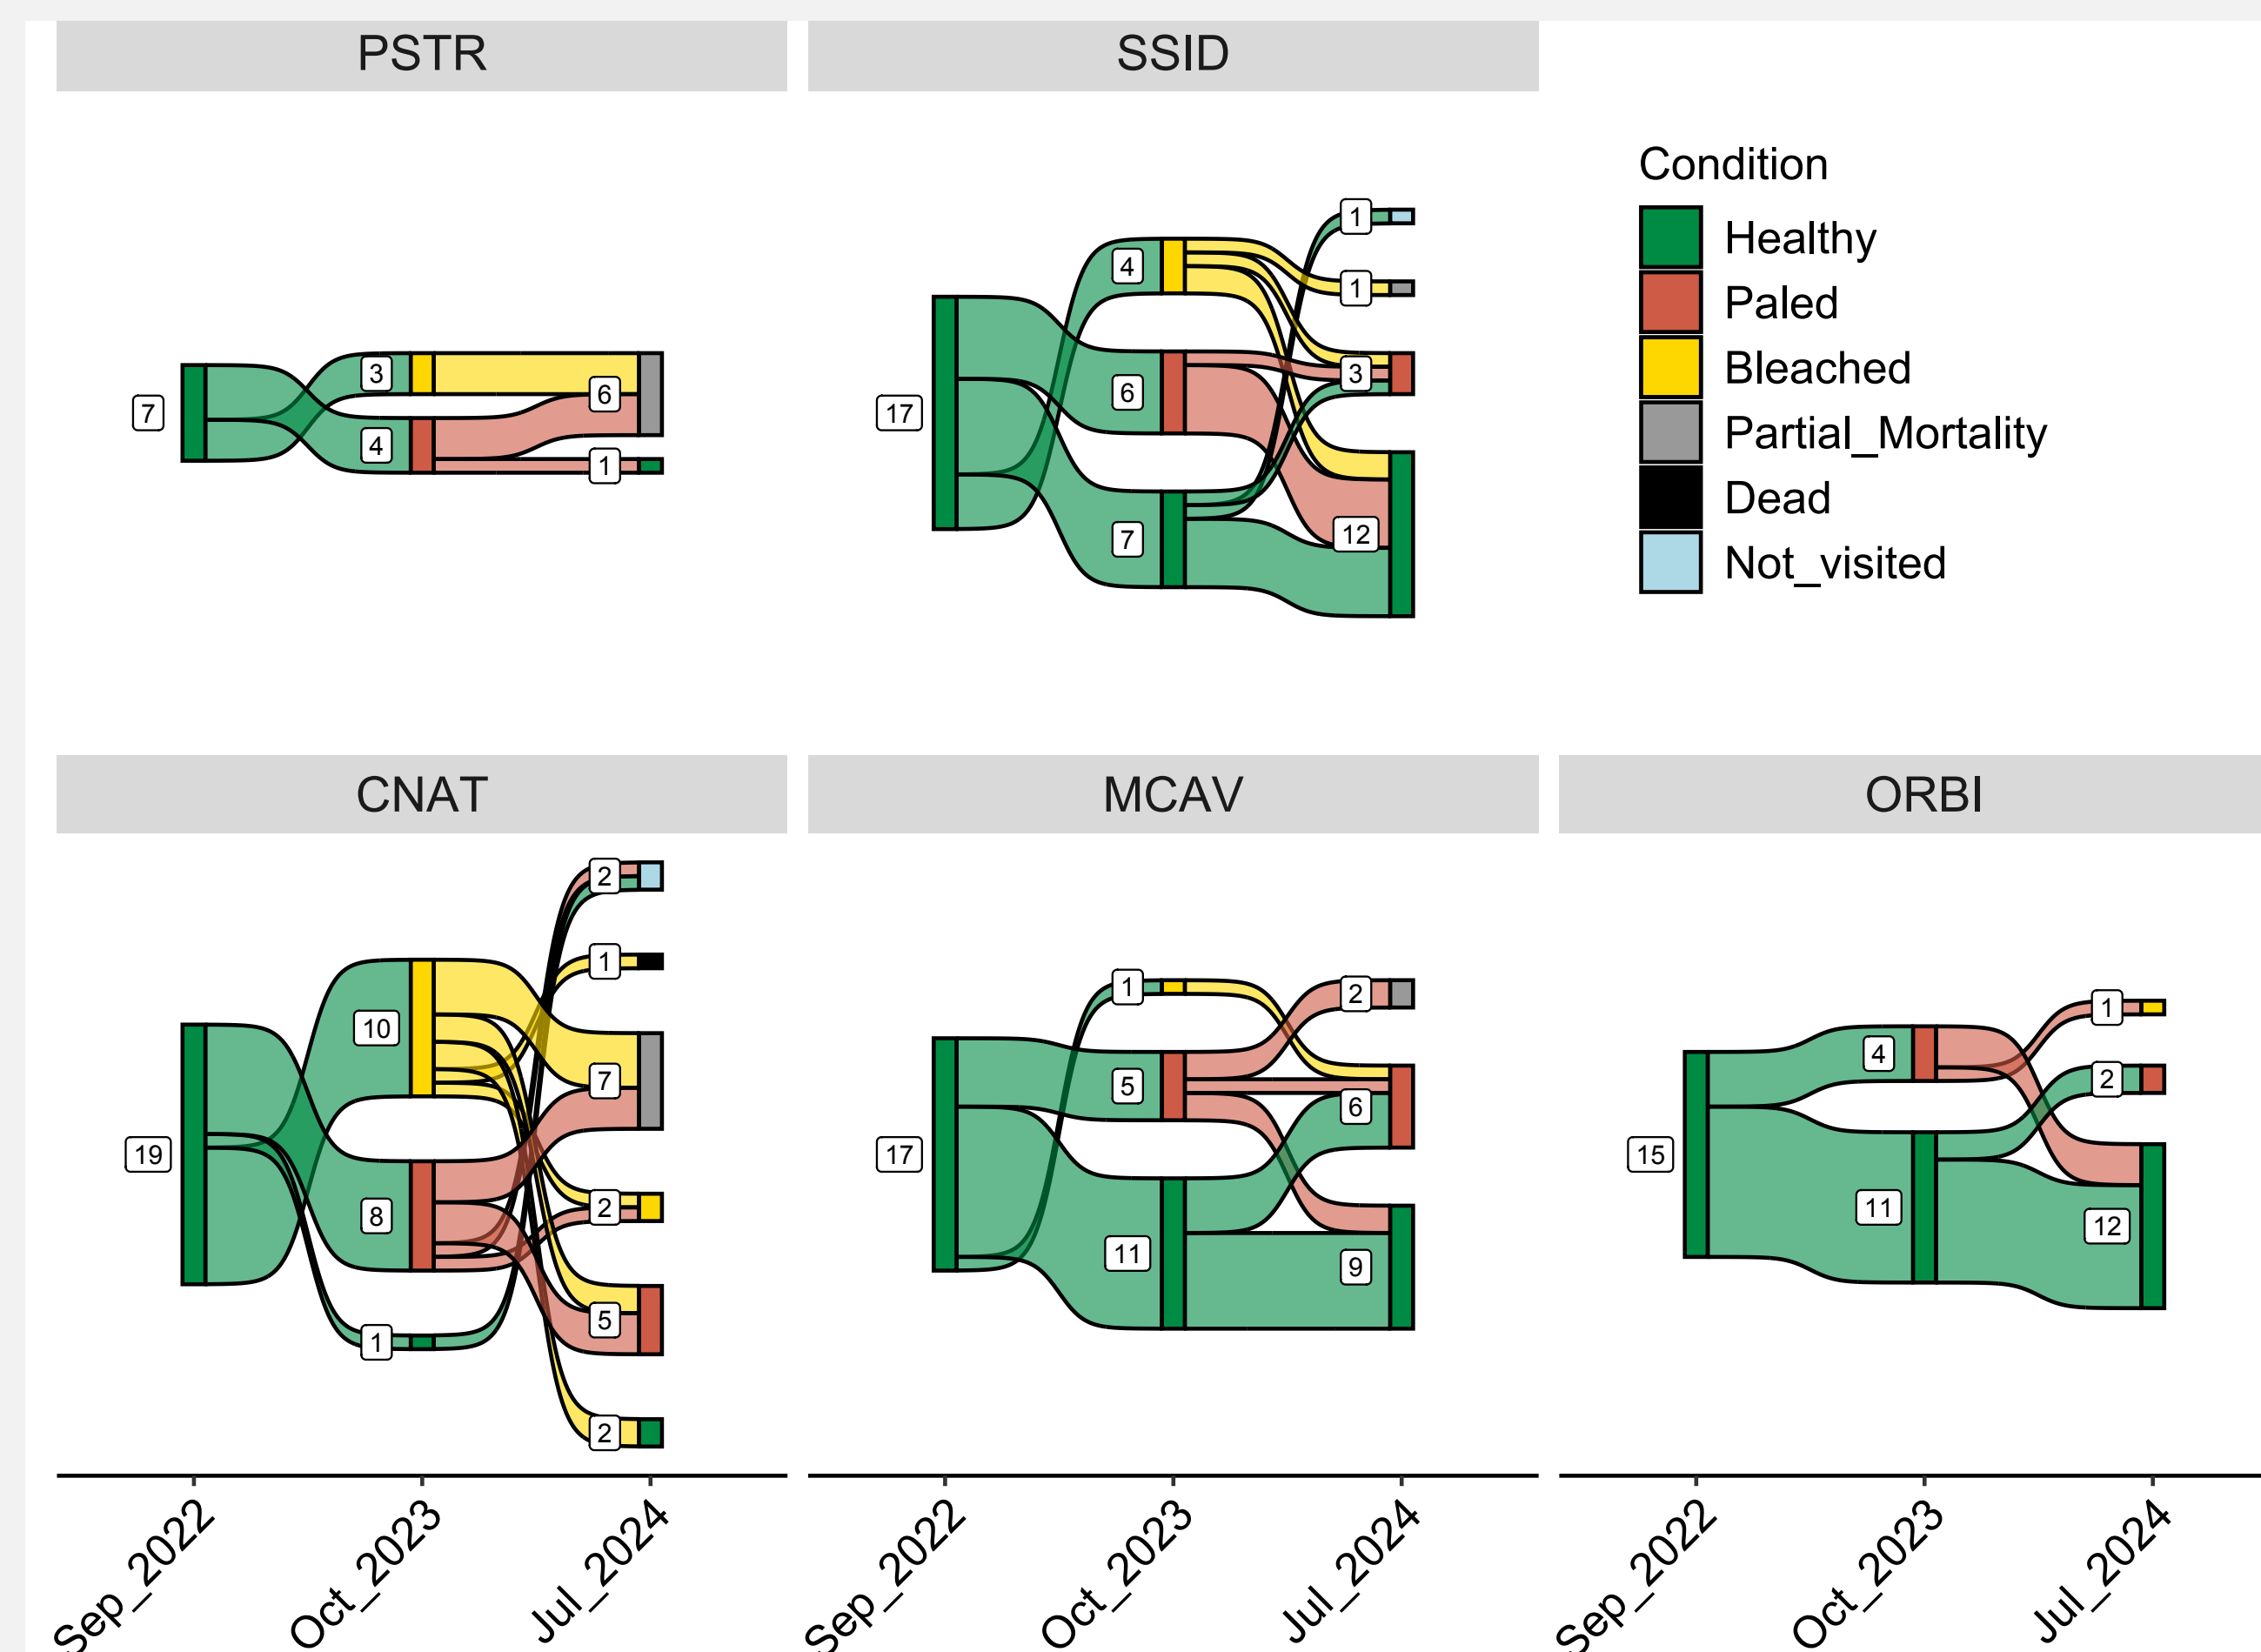 PSTR
SSID
Condition
Healthy
Paled
Bleached
Partial_Mortality
Dead
Not_visited
7
3
4
6
1
17
4
6
7
1
1
3
12
CNAT
MCAV
ORBI
19
10
8
1
2
1
7
2
5
2
17
1
5
11
2
6
9
15
4
11
1
2
12
Sep_2022
Oct_2023
Jul_2024
Sep_2022
Oct_2023
Jul_2024
Sep_2022
Oct_2023
Jul_2024